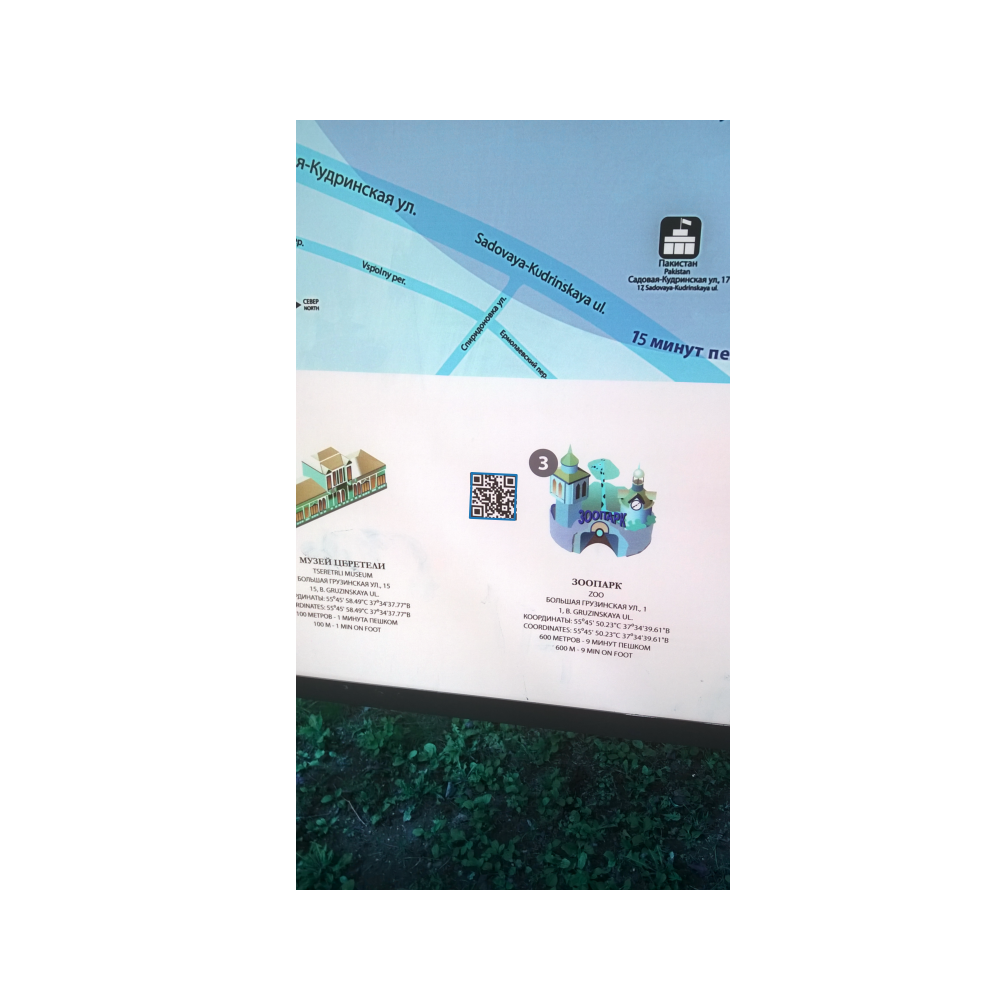 я-Кудринская ул.
Sadovaya-Kudrinskaya ul.
Пакистан
Pakistan
Садовая-Кудринская ул, 17
17, Sadovaya-Kudrinskaya ul.
Vspolny per.
СЕВЕР
NORTH
Спиридоновка ул.
Ермолаевский пер.
15 минут пе
3
ЗООПАРК
МУЗЕЙ ЦЕРЕТЕЛИ
TSERETRLI MUSEUM
БОЛЬШАЯ ГРУЗИНСКАЯ УЛ., 15
15, B. GRUZINSKAYA UL.
РДИНАТЫ: 55°45' 58.49"С 37°34'37.77"В
RDINATES: 55°45' 58.49"C 37°34'37.77"B
100 МЕТРОВ - 1 МИНУТА ПЕШКОМ
100 M - 1 MIN ON FOOT
ЗООПАРК
ZOO
БОЛЬШАЯ ГРУЗИНСКАЯ УЛ., 1
1, B. GRUZINSKAYA UL.
КООРДИНАТЫ: 55°45' 50.23"С 37°34'39.61"В
COORDINATES: 55°45' 50.23"C 37°34'39.61"B
600 МЕТРОВ - 9 МИНУТ ПЕШКОМ
600 M - 9 MIN ON FOOT